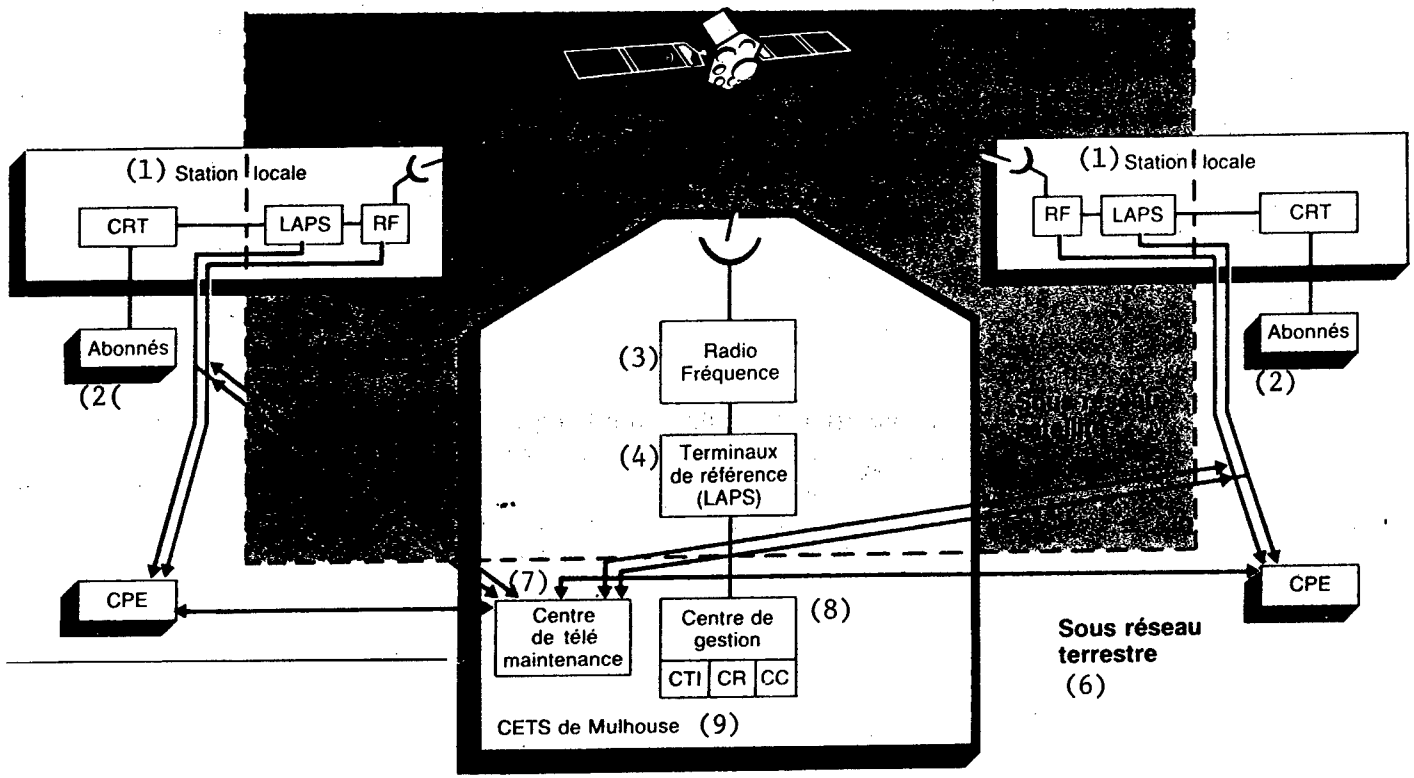 (1) Station locale
CRT
LAPS
RF
Abonnés
(2(
CPE
(1) Station locale
RF
LAPS
CRT
Abonnés
(2)
CPE
(3)
Radio
Fréquence
(4)
Terminaux
de référence
(LAPS)
(7)
Centre
de télé
maintenance
(8)
Centre de
gestion
CTI CR CC
CETS de Mulhouse (9)
Sous réseau
terrestre
(6)